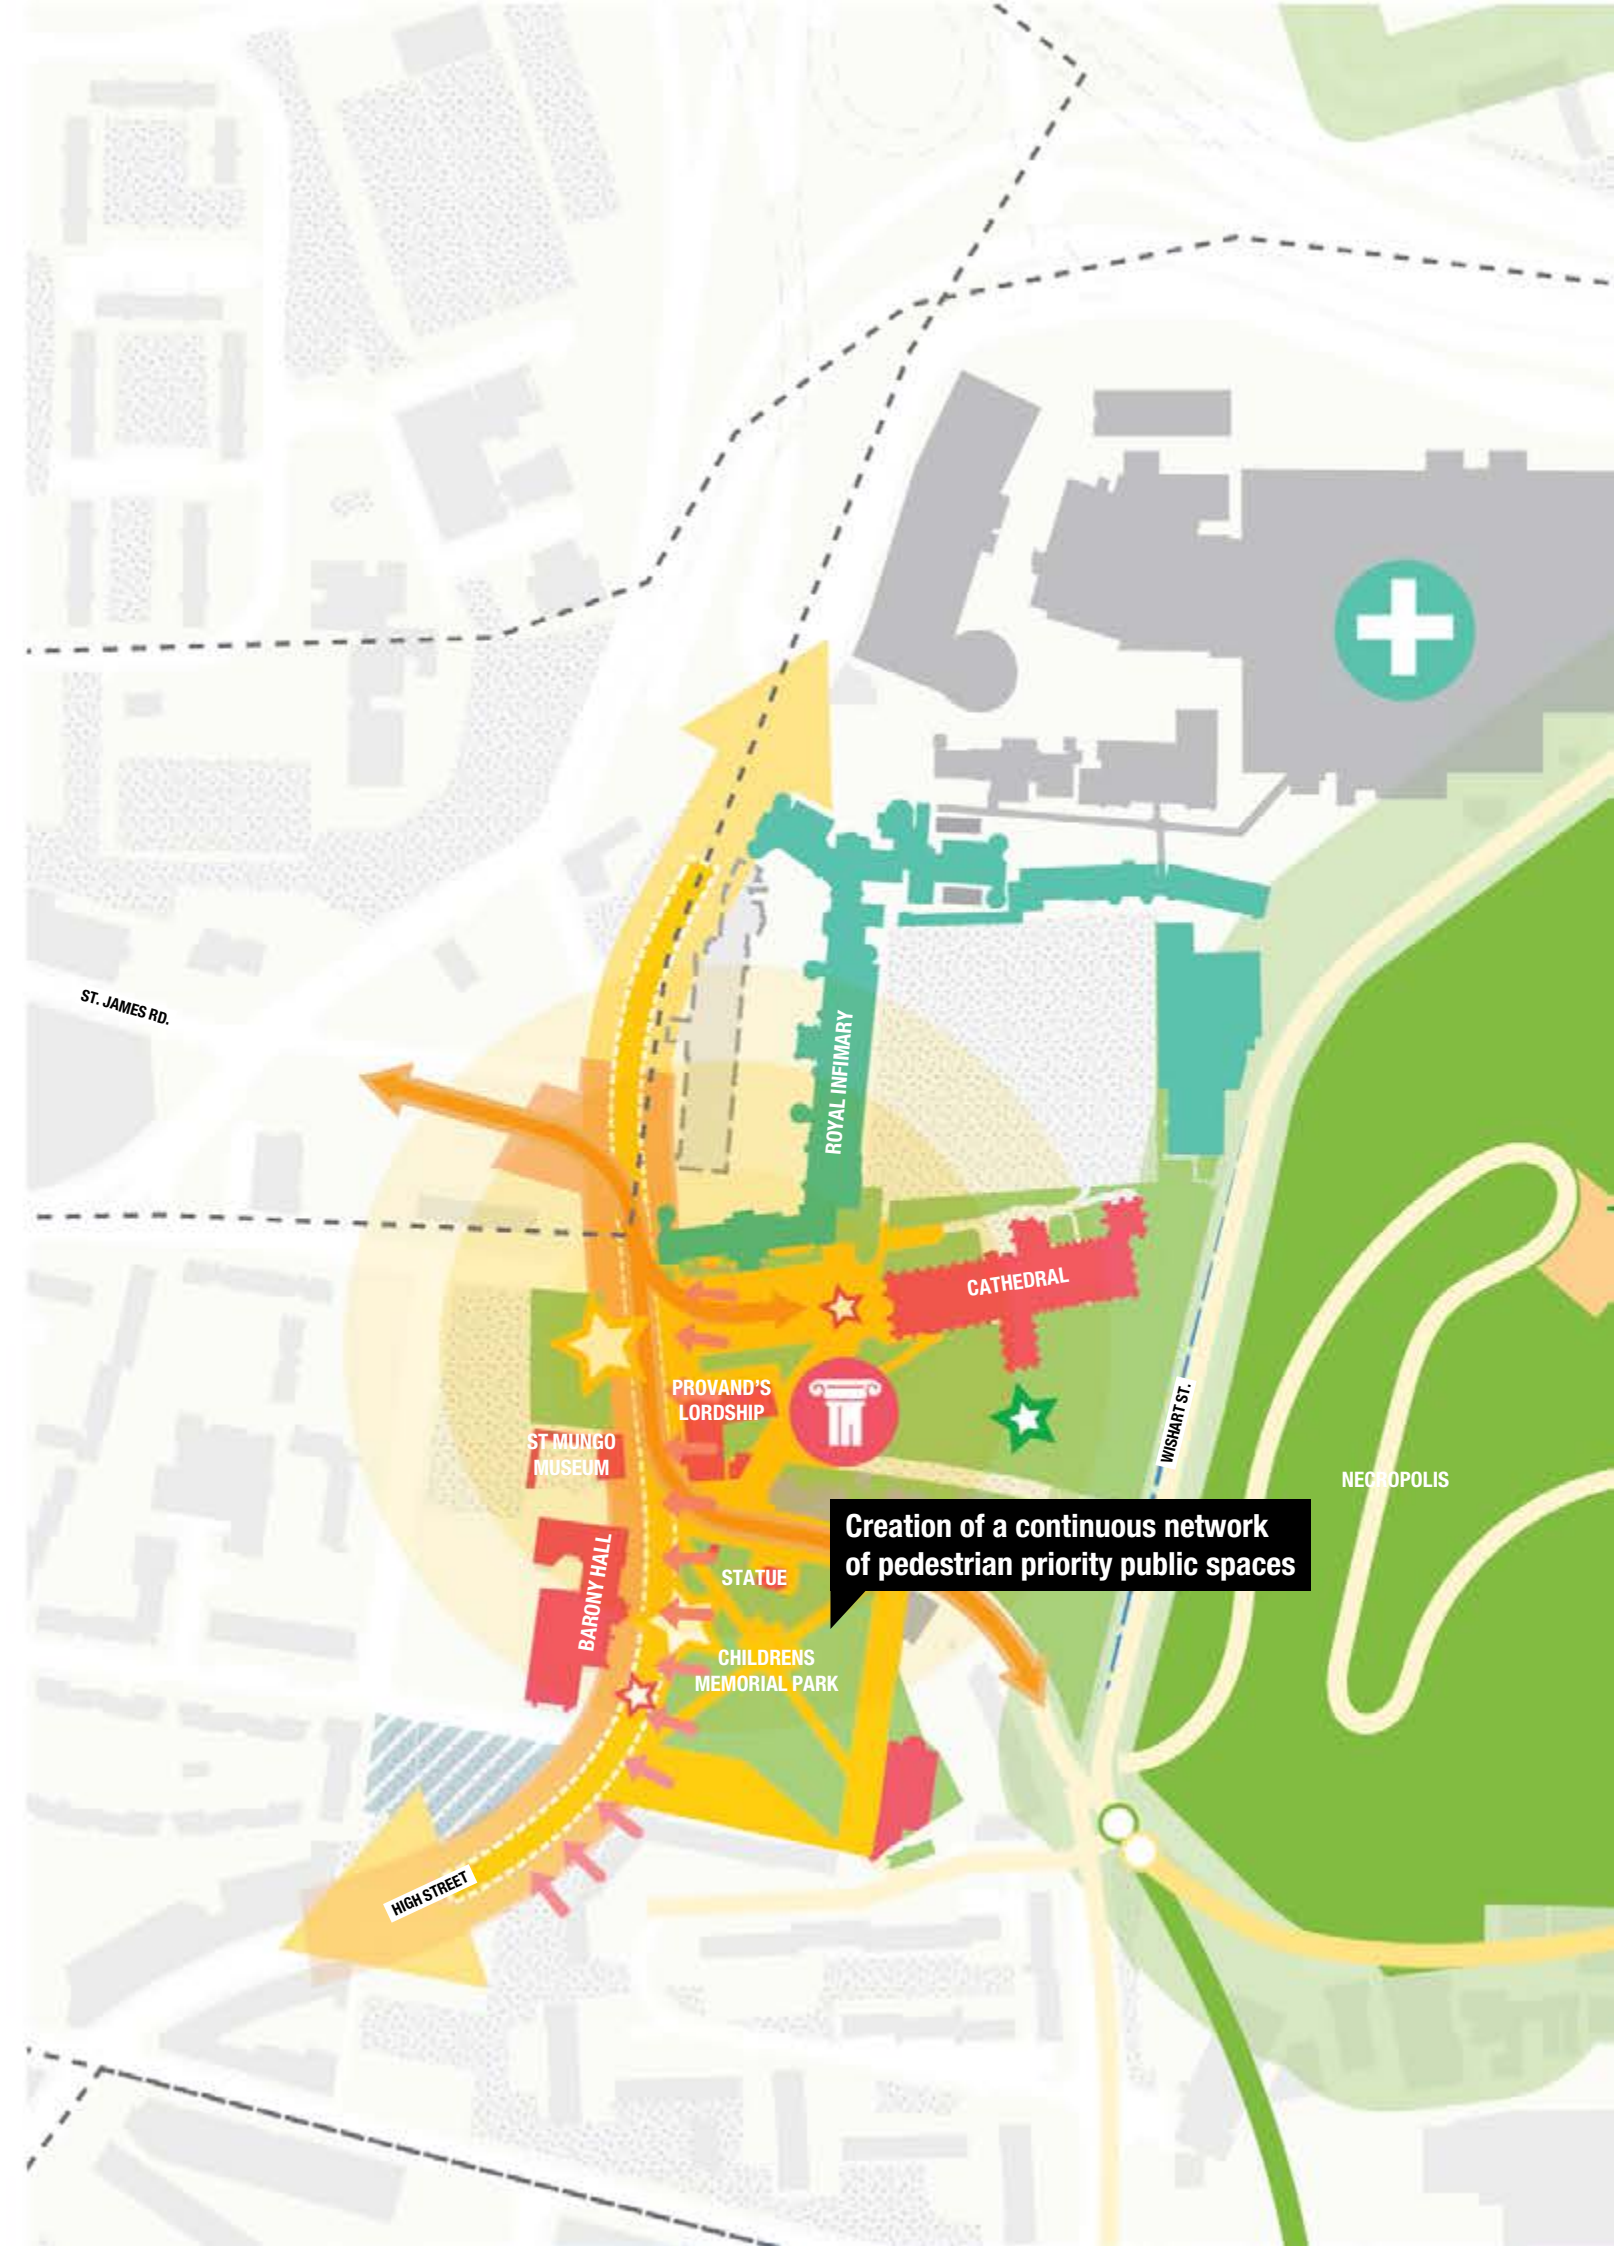 ST. JAMES RD.
ROYAL INFIMARY
CATHEDRAL
PROVAND'S
LORDSHIP
WISHART ST.
ST MUNGO
MUSEUM
NECROPOLIS
Creation of a continuous network
of pedestrian priority public spaces
BARONY HALL
STATUE
CHILDRENS
MEMORIAL PARK
HIGH STREET